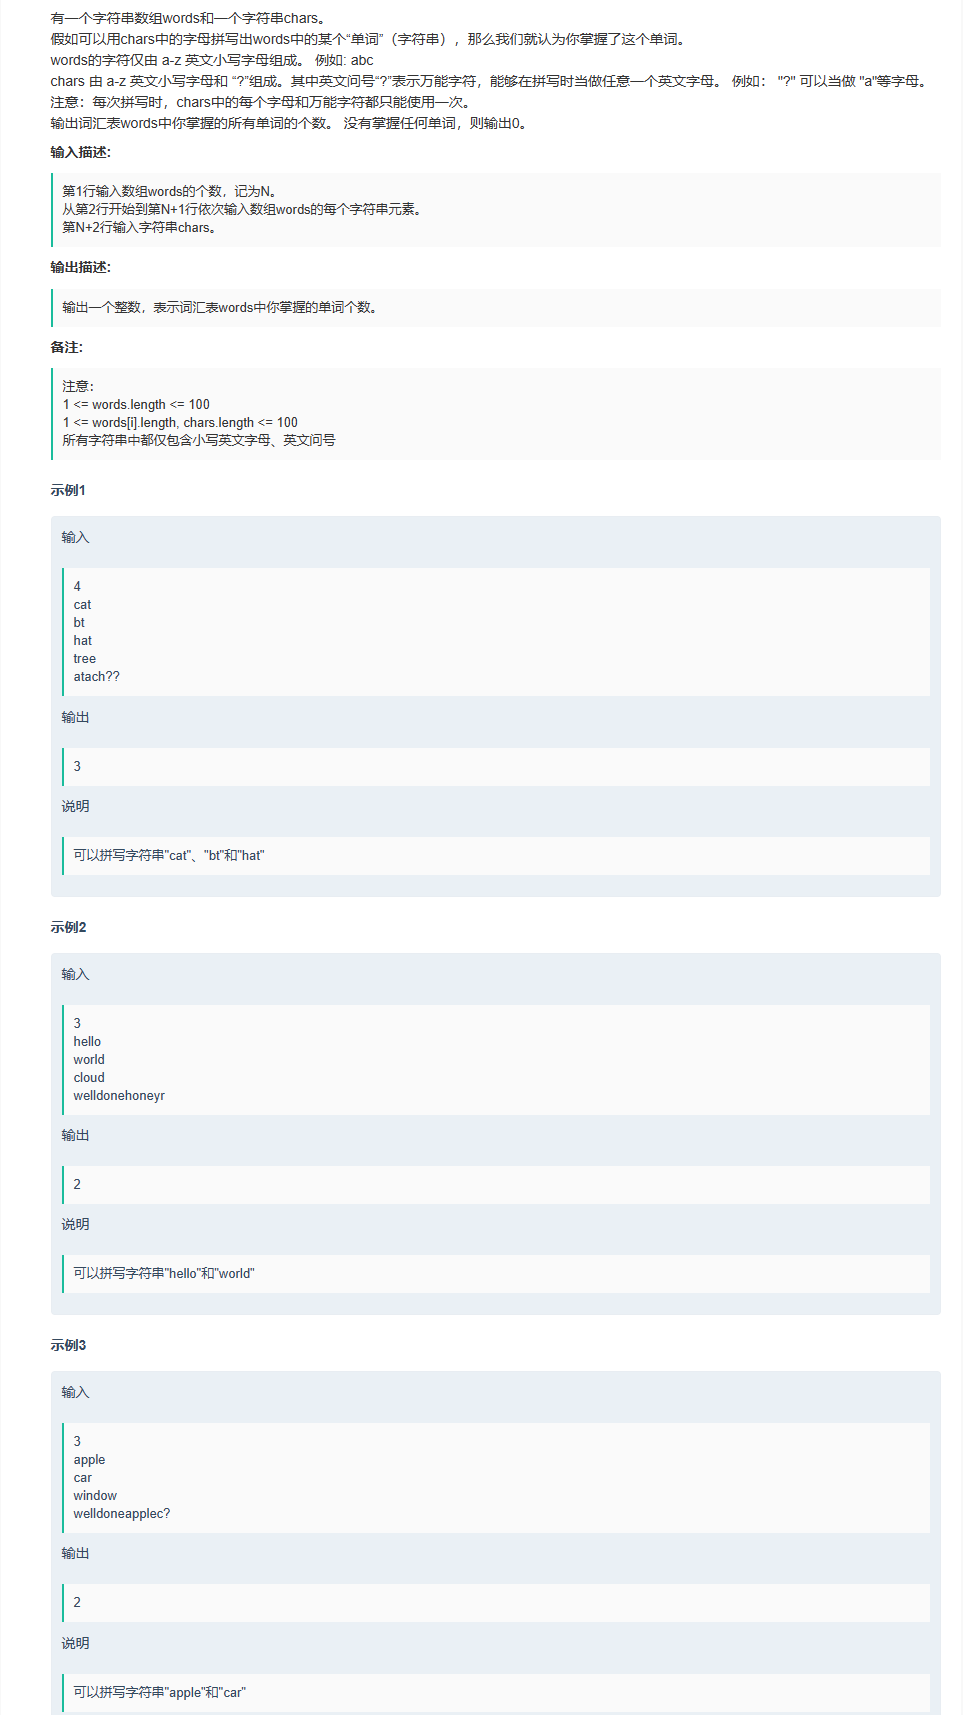 有一个字符串数组words和一个字符串chars。
假如可以用chars中的字母拼写出words中的某个“单词”（字符串），那么我们就认为你掌握了这个单词。
words的字符仅由 a-z 英文小写字母组成。 例如: abc
chars 由 a-z 英文小写字母和 “?”组成。其中英文问号“?”表示万能字符，能够在拼写时当做任意一个英文字母。 例如： "?" 可以当做 "a"等字母。
注意：每次拼写时，chars中的每个字母和万能字符都只能使用一次。
输出词汇表words中你掌握的所有单词的个数。 没有掌握任何单词，则输出0。
输入描述:
第1行输入数组words的个数，记为N。
从第2行开始到第N+1行依次输入数组words的每个字符串元素。
第N+2行输入字符串chars。
输出描述:
输出一个整数，表示词汇表words中你掌握的单词个数。
备注:
注意：
1 <= words.length <= 100
1 <= words[i].length, chars.length <= 100
所有字符串中都仅包含小写英文字母、英文问号
示例1
输入
4
cat
bt
hat
tree
atach??
输出
3
说明
可以拼写字符串"cat"、"bt"和"hat"
示例2
输入
3
hello
world
cloud
welldonehoneyr
输出
2
说明
可以拼写字符串"hello"和"world"
示例3
输入
3
apple
car
window
welldoneapplec?
输出
2
说明
可以拼写字符串"apple"和"car"